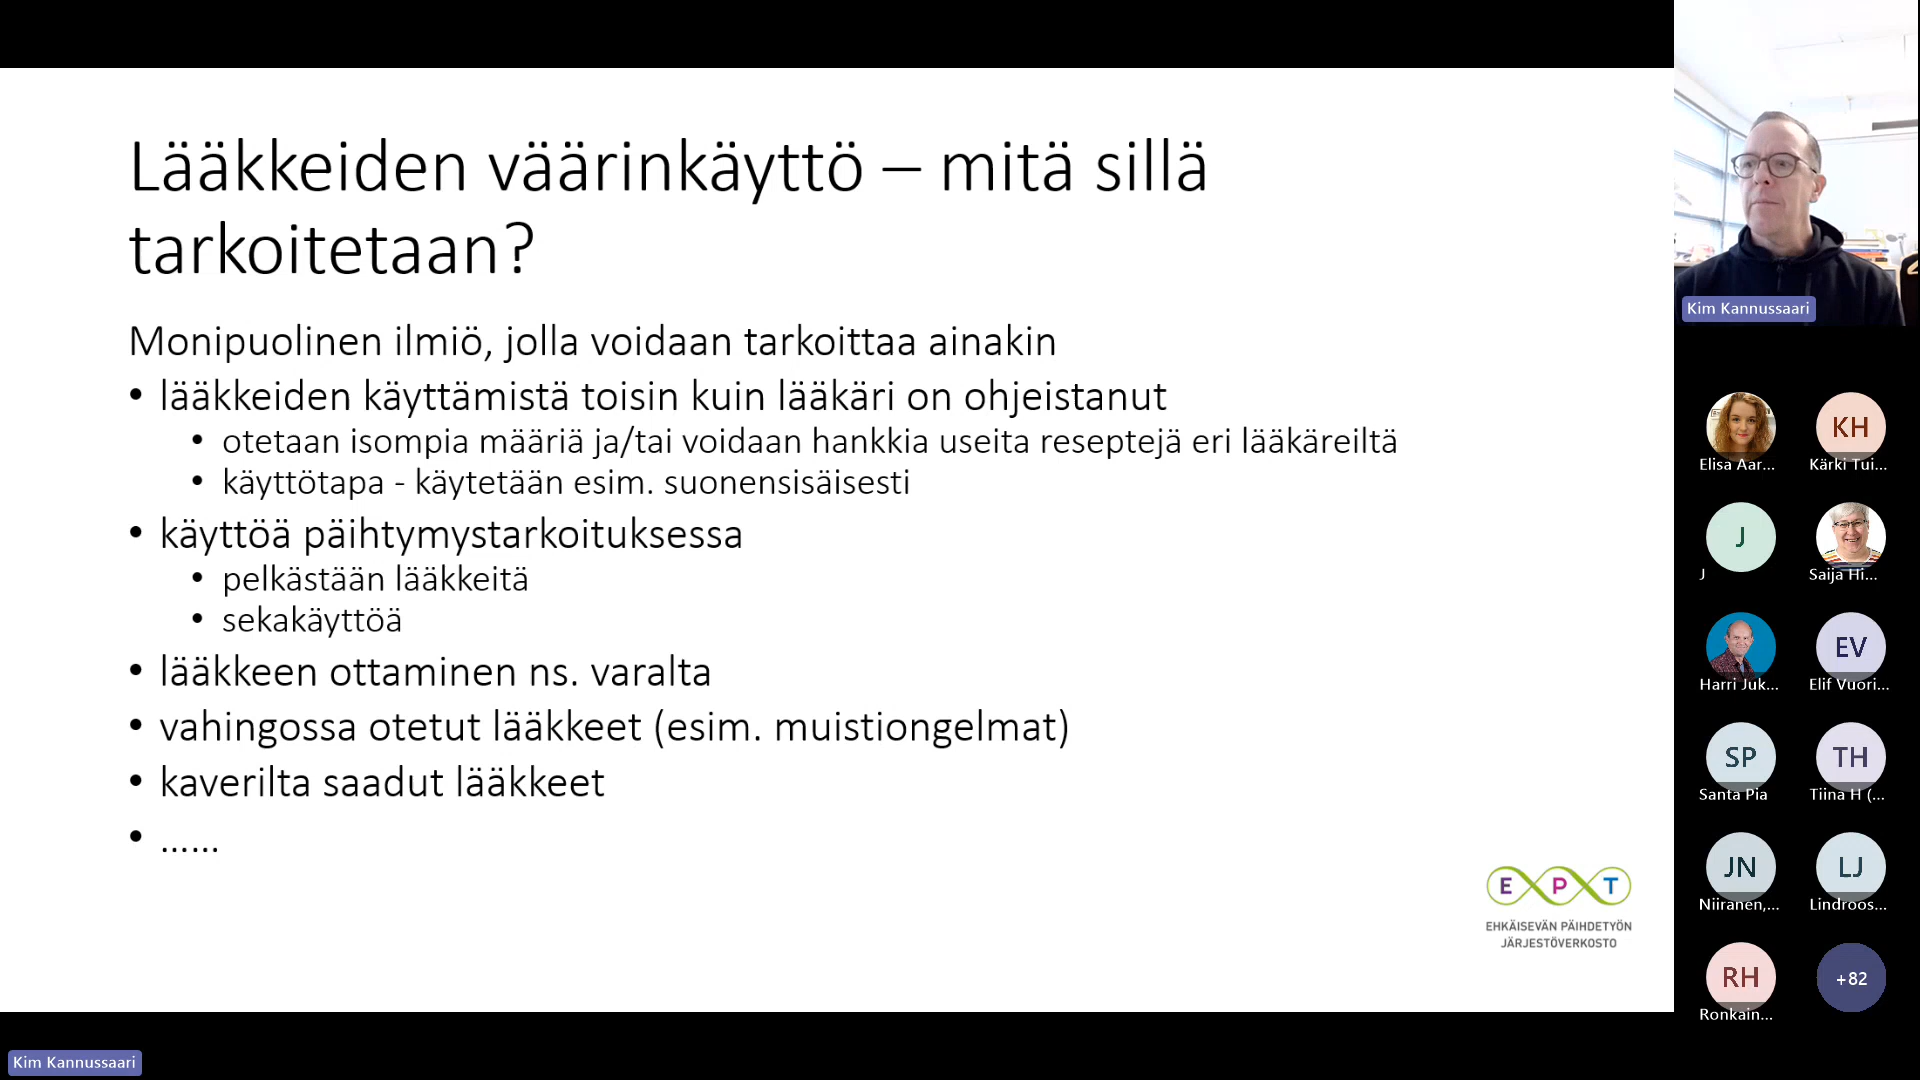 Lääkkeiden väärinkäyttö – mitä sillä
tarkoitetaan?
Monipuolinen ilmiö, jolla voidaan tarkoittaa ainakin
• lääkkeiden käyttämistä toisin kuin lääkäri on ohjeistanut
• otetaan isompia määriä ja/tai voidaan hankkia useita reseptejä eri lääkäreiltä
• käyttötapa - käytetään esim. suonensisäisesti
• käyttöä päihtymystarkoituksessa
• pelkästään lääkkeitä
• sekakäyttöä
• lääkkeen ottaminen ns. varalta
• vahingossa otetut lääkkeet (esim. muistiongelmat)
• kaverilta saadut lääkkeet
• ......
E P T
EHKÄISEVÄN PÄIHDETYÖN
JÄRJESTÖVERKOSTO
Kim Kannussaari
Kim Kannussaari
KH
Elisa Aar...
Kärki Tui...
J
J
Saija Hi...
EV
Harri Juk...
Elif Vuori...
SP
TH
Santa Pia
Tiina H (...
JN
LJ
Niiranen,...
Lindroos...
RH
+82
Ronkain...